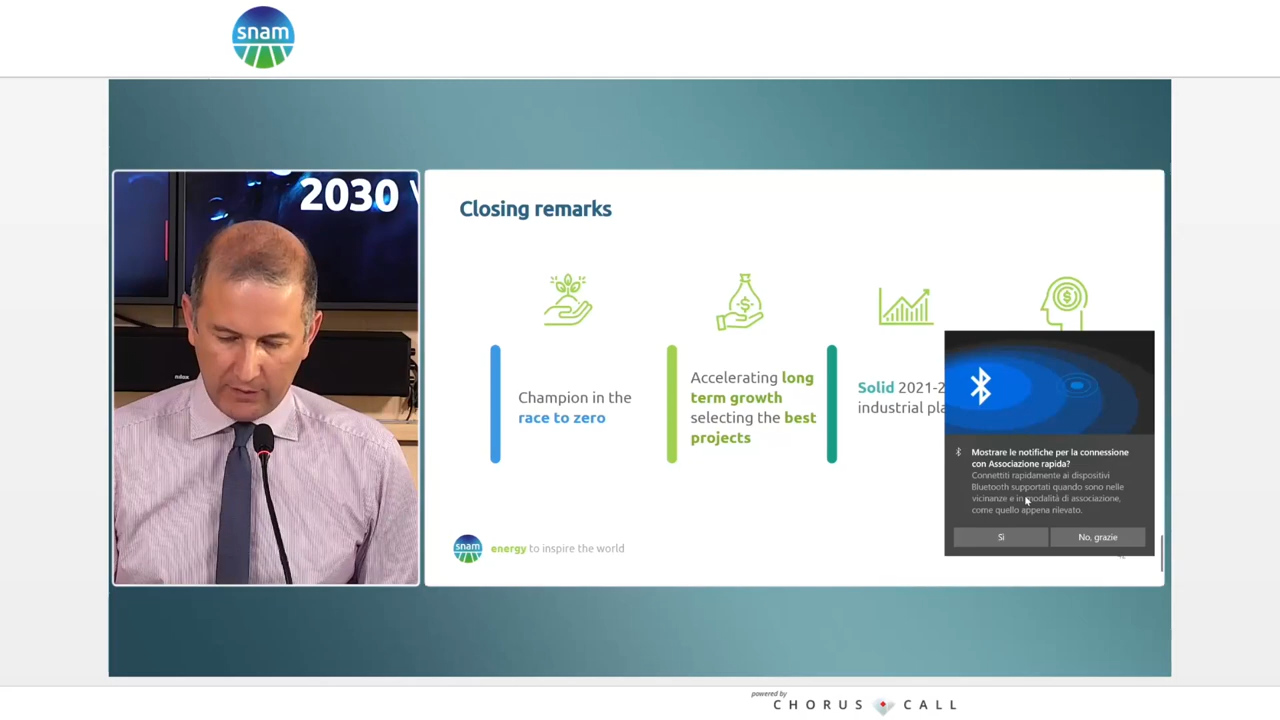 snam
2030
Closing remarks
Champion in the
race to zero
Accelerating long
term growth
selecting the best
projects
Solid 2021-2
industrial pla
Mostrare le notifiche per la connessione
con Associazione rapida?
Connettiti rapidamente ai dispositivi
Bluetooth supportati quando sono nelle
vicinanze e in modalità di associazione,
come quello appena rilevato.
Sì
No, grazie
snam
energy to inspire the world
powered by
CHORUS CALL